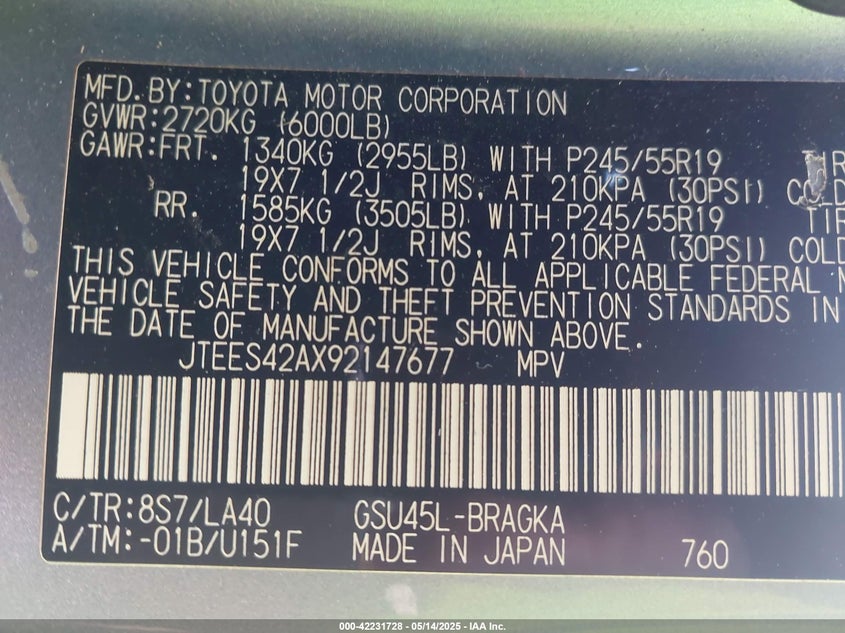 MFD. BY: TOYOTA MOTOR CORPORATION
GVWR: 2720KG (6000LB)
GAWR: FRT. 1340KG (2955LB) WITH P245/55R19 TIR
19X7 1/2J RIMS, AT 210KPA (30PSI) COLD
RR. 1585KG (3505LB) WITH P245/55R19 TIR
19X7 1/2J RIMS, AT 210KPA (30PSI) COLD
THIS VEHICLE CONFORMS TO ALL APPLICABLE FEDERAL M
VEHICLE SAFETY AND THEFT PREVENTION STANDARDS IN
THE DATE OF MANUFACTURE SHOWN ABOVE.
JTEES42AX92147677 MPV
C/TR: 8S7/LA40 GSU45L-BRAGKA
A/TM: -01B/U151F MADE IN JAPAN 760
000-42231728 - 05/14/2025 - IAA Inc.